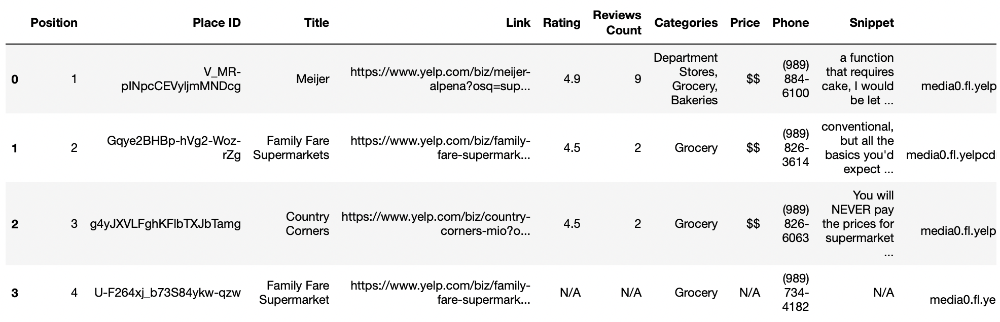 Position Place ID Title Link Rating Reviews Count Categories Price Phone Snippet
0 1 V_MR-pINpcCEVyljmMNDcg Meijer https://www.yelp.com/biz/meijer-alpena?osq=sup... 4.9 9 Department Stores, Grocery, Bakeries $$ (989) 884-6100 a function that requires cake, I would be let ... media0.fl.yelp
1 2 Gqye2BHBp-hVg2-Woz-rZg Family Fare Supermarkets https://www.yelp.com/biz/family-fare-supermark... 4.5 2 Grocery $$ (989) 826-3614 conventional, but all the basics you'd expect ... media0.fl.yelpcd
2 3 g4yJXVLFghKFlbTXJbTamg Country Corners https://www.yelp.com/biz/country-corners-mio?o... 4.5 2 Grocery $$ (989) 826-6063 You will NEVER pay the prices for supermarket ... media0.fl.yelp
3 4 U-F264xj_b73S84ykw-qzw Family Fare Supermarket https://www.yelp.com/biz/family-fare-supermark... N/A N/A Grocery N/A (989) 734-4182 N/A media0.fl.ye